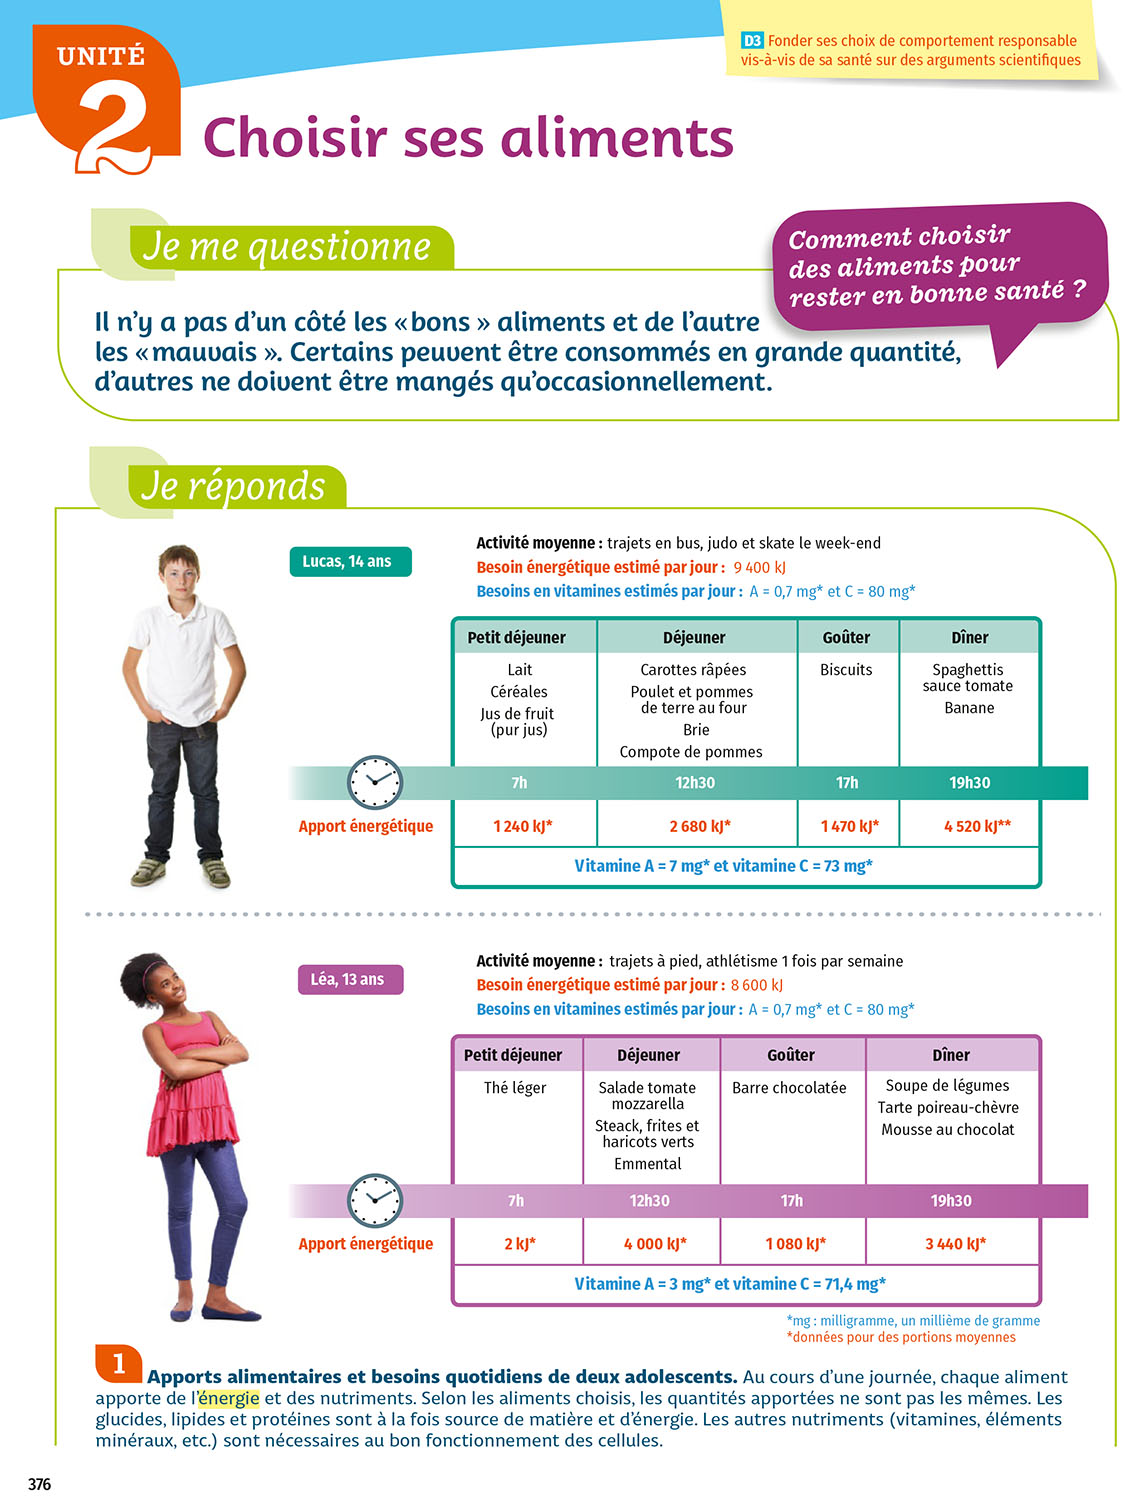 UNITÉ
2
D3 Fonder ses choix de comportement responsable
vis-à-vis de sa santé sur des arguments scientifiques
Choisir ses aliments
Je me questionne
Comment choisir
des aliments pour
rester en bonne santé ?
Il n'y a pas d'un côté les « bons » aliments et de l'autre
les « mauvais ». Certains peuvent être consommés en grande quantité,
d'autres ne doivent être mangés qu'occasionnellement.
Je réponds
Lucas, 14 ans
Activité moyenne : trajets en bus, judo et skate le week-end
Besoin énergétique estimé par jour : 9 400 kJ
Besoins en vitamines estimés par jour : A = 0,7 mg* et C = 80 mg*
Petit déjeuner Déjeuner Goûter Dîner
Lait Carottes râpées Biscuits Spaghettis
sauce tomate
Céréales Poulet et pommes
de terre au four Banane
Jus de fruit
(pur jus) Brie
Compote de pommes
7h 12h30 17h 19h30
Apport énergétique 1 240 kJ* 2 680 kJ* 1 470 kJ* 4 520 kJ**
Vitamine A = 7 mg* et vitamine C = 73 mg*
Léa, 13 ans
Activité moyenne : trajets à pied, athlétisme 1 fois par semaine
Besoin énergétique estimé par jour : 8 600 kJ
Besoins en vitamines estimés par jour : A = 0,7 mg* et C = 80 mg*
Petit déjeuner Déjeuner Goûter Dîner
Thé léger Salade tomate
mozzarella Barre chocolatée Soupe de légumes
Tarte poireau-chèvre
Steack, frites et
haricots verts Mousse au chocolat
Emmental
7h 12h30 17h 19h30
Apport énergétique 2 kJ* 4 000 kJ* 1 080 kJ* 3 440 kJ*
Vitamine A = 3 mg* et vitamine C = 71,4 mg*
*mg : milligramme, un millième de gramme
*données pour des portions moyennes
1 Apports alimentaires et besoins quotidiens de deux adolescents. Au cours d'une journée, chaque aliment
apporte de l'énergie et des nutriments. Selon les aliments choisis, les quantités apportées ne sont pas les mêmes. Les
glucides, lipides et protéines sont à la fois source de matière et d'énergie. Les autres nutriments (vitamines, éléments
minéraux, etc.) sont nécessaires au bon fonctionnement des cellules.
376